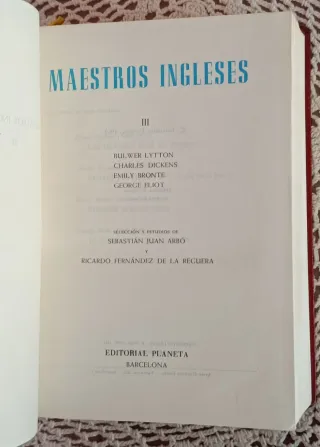 MAESTROS INGLESES
III
BULWER LYTTON
CHARLES DICKENS
EMILY BRONTE
GEORGE ELIOT
SELECCION Y ESTUDIOS DE
SEBASTIÁN JUAN ARBÓ
Y
RICARDO FERNÁNDEZ DE LA REGUERA
EDITORIAL PLANETA
BARCELONA